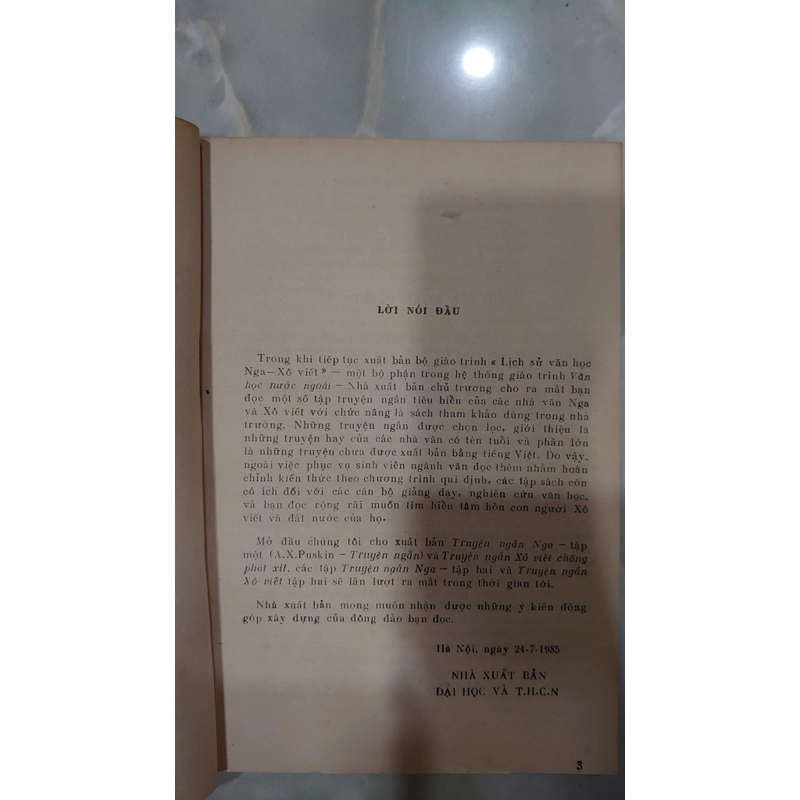 LỜI NÓI ĐẦU
Trong khi tiếp tục xuất bản bộ giáo trình « Lịch sử văn học
Nga—Xô viết » — một bộ phận trong hệ thống giáo trình Văn
học nước ngoài — Nhà xuất bản chủ trương cho ra mắt bạn
đọc một số tập truyện ngắn tiêu biểu của các nhà văn Nga
và Xô viết với chức năng là sách tham khảo dùng trong nhà
trường. Những truyện ngắn được chọn lọc, giới thiệu là
những truyện hay của các nhà văn có tên tuổi và phần lớn
là những truyện chưa được xuất bản bằng tiếng Việt. Do vậy,
ngoài việc phục vụ sinh viên ngành văn đọc thêm nhằm hoàn
chỉnh kiến thức theo chương trình qui định, các tập sách còn
có ích đối với các cán bộ giảng dạy, nghiên cứu văn học,
và bạn đọc rộng rãi muốn tìm hiểu tâm hồn con người Xô
viết và đất nước của họ.
Mở đầu chúng tôi cho xuất bản Truyện ngắn Nga — tập
một (A.X.Puskin — Truyện ngắn) và Truyện ngắn Xô viết chống
phát xít, các tập Truyện ngắn Nga — tập hai và Truyện ngắn
Xô viết tập hai sẽ lần lượt ra mắt trong thời gian tới.
Nhà xuất bản mong muốn nhận được những ý kiến đóng
góp xây dựng của đông đảo bạn đọc.
Hà Nội, ngày 24-7-1985
NHÀ XUẤT BẢN
ĐẠI HỌC VÀ T.H.C.N
3